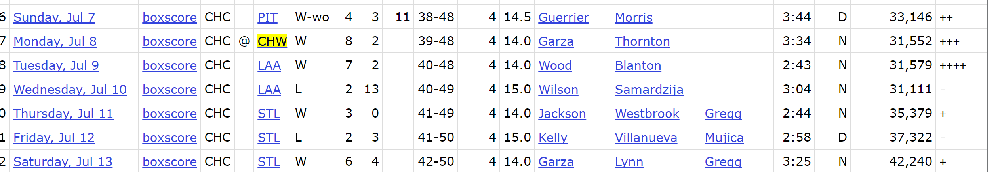 6 Sunday, Jul 7 boxscore CHC PIT W-wo 4 3 11 38-48 4 14.5 Guerrier Morris 3:44 D 33,146 ++
7 Monday, Jul 8 boxscore CHC @ CHW W 8 2 39-48 4 14.0 Garza Thornton 3:34 N 31,552 +++
8 Tuesday, Jul 9 boxscore CHC LAA W 7 2 40-48 4 14.0 Wood Blanton 2:43 N 31,579 ++++
9 Wednesday, Jul 10 boxscore CHC LAA L 2 13 40-49 4 15.0 Wilson Samardzija 3:04 N 31,111 -
0 Thursday, Jul 11 boxscore CHC STL W 3 0 41-49 4 14.0 Jackson Westbrook Gregg 2:44 N 35,379 +
1 Friday, Jul 12 boxscore CHC STL L 2 3 41-50 4 15.0 Kelly Villanueva Mujica 2:58 D 37,322 -
2 Saturday, Jul 13 boxscore CHC STL W 6 4 42-50 4 14.0 Garza Lynn Gregg 3:25 N 42,240 +